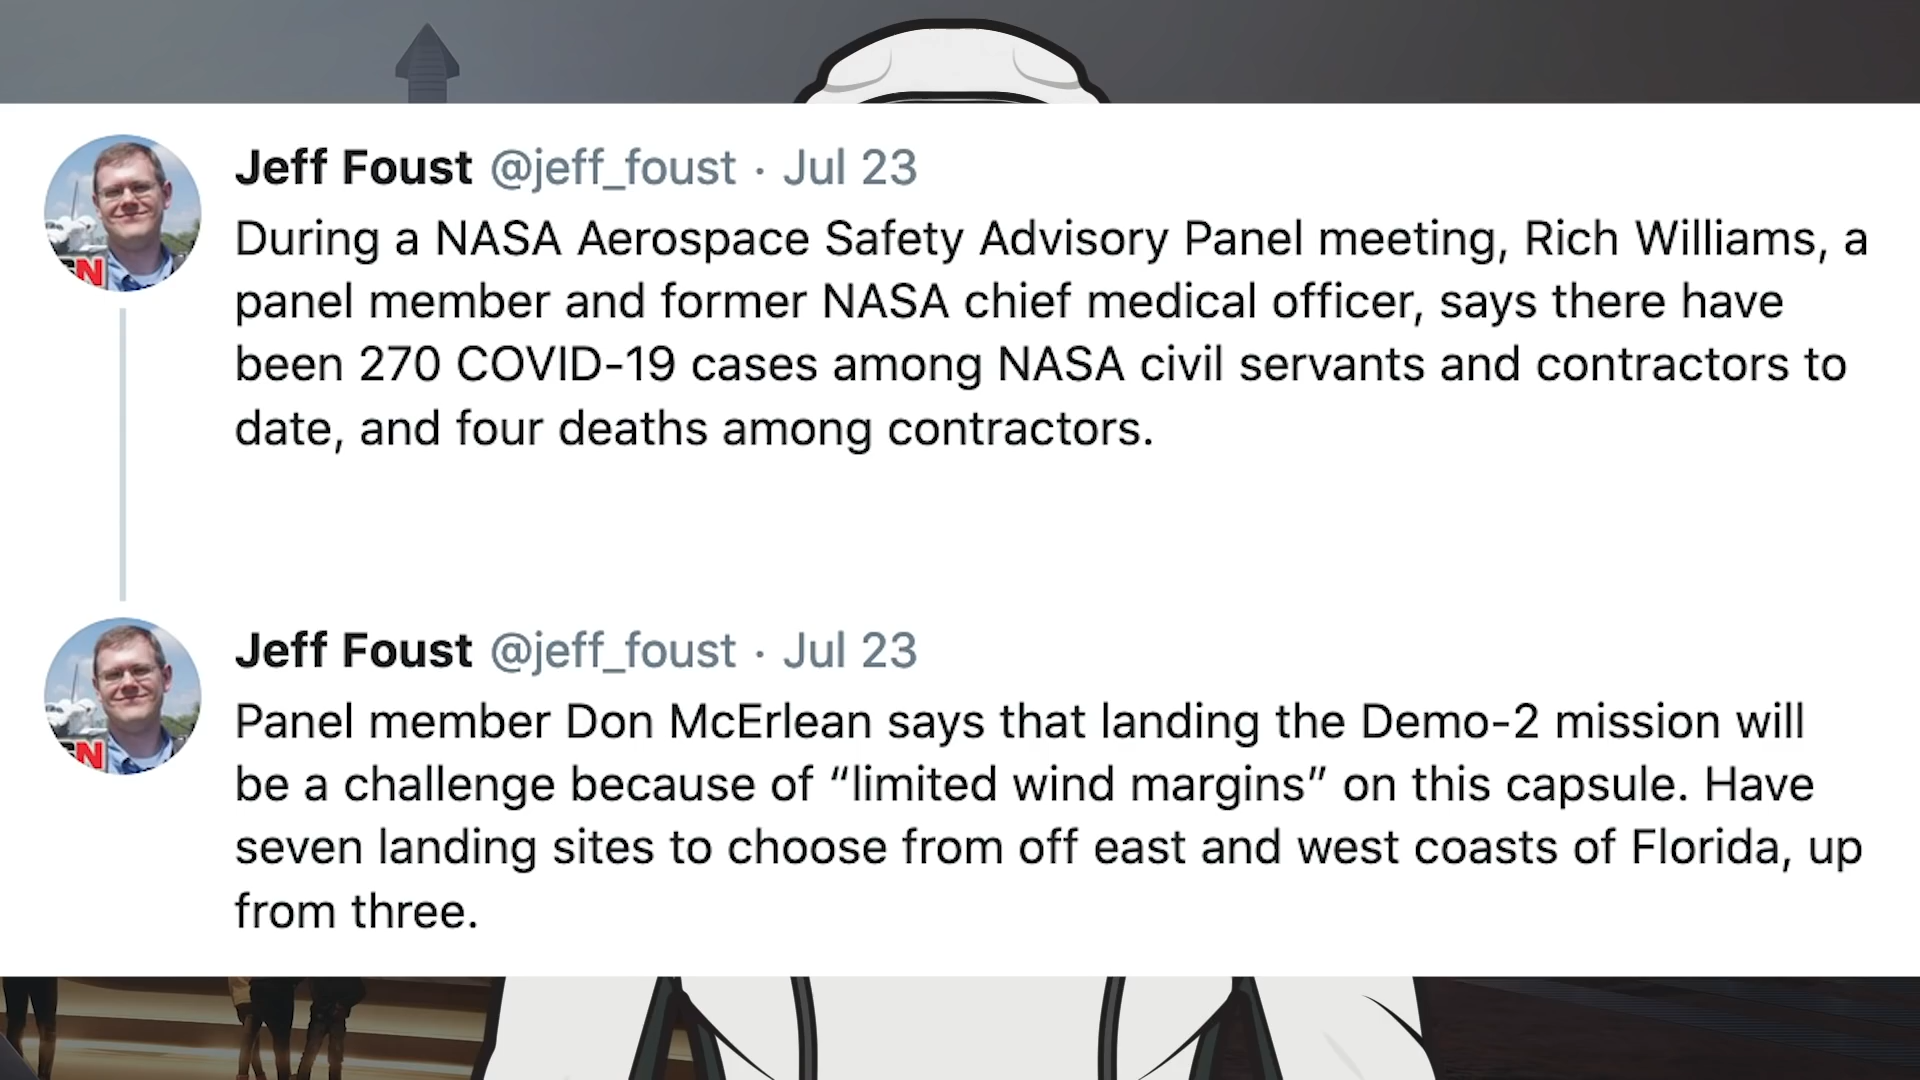 Jeff Foust @jeff_foust · Jul 23
During a NASA Aerospace Safety Advisory Panel meeting, Rich Williams, a
panel member and former NASA chief medical officer, says there have
been 270 COVID-19 cases among NASA civil servants and contractors to
date, and four deaths among contractors.
N
Jeff Foust @jeff_foust · Jul 23
Panel member Don McErlean says that landing the Demo-2 mission will
be a challenge because of “limited wind margins” on this capsule. Have
seven landing sites to choose from off east and west coasts of Florida, up
from three.
N